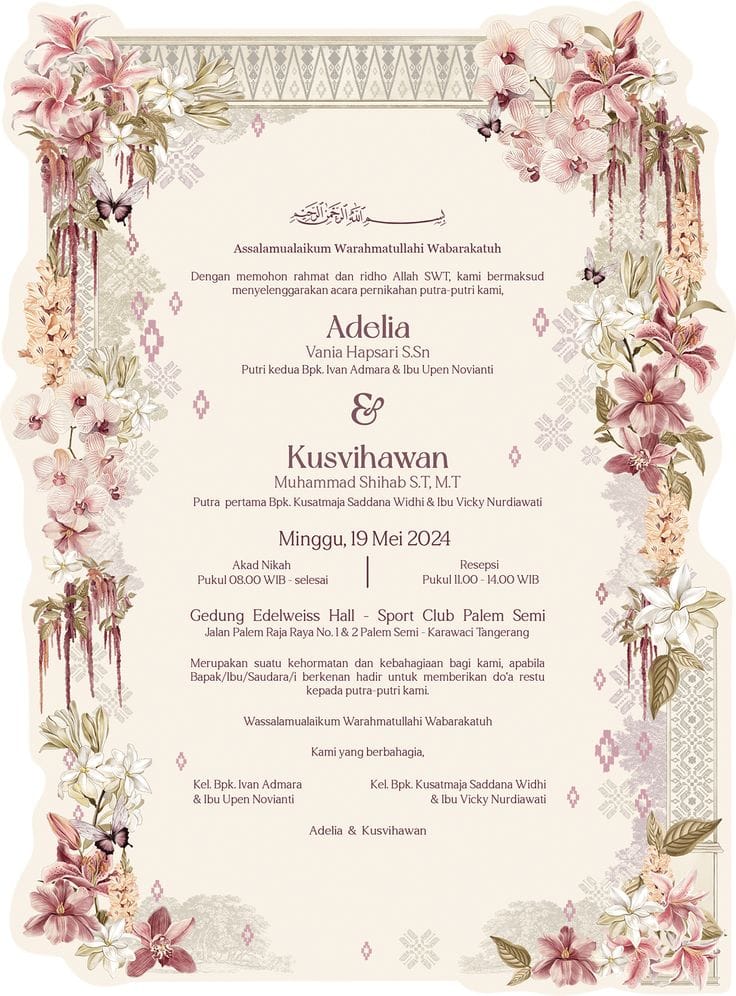 بسم الله الرحمن الرحيم
Assalamualaikum Warahmatullahi Wabarakatuh
Dengan memohon rahmat dan ridho Allah SWT, kami bermaksud
menyelenggarakan acara pernikahan putra-putri kami,
Adelia
Vania Hapsari S.Sn
Putri kedua Bpk. Ivan Admara & Ibu Upen Novianti
&
Kusvihawan
Muhammad Shihab S.T, M.T
Putra pertama Bpk. Kusatmaja Saddana Widhi & Ibu Vicky Nurdiawati
Minggu, 19 Mei 2024
Akad Nikah
Pukul 08.00 WIB - selesai
Resepsi
Pukul 11.00 - 14.00 WIB
Gedung Edelweiss Hall - Sport Club Palem Semi
Jalan Palem Raja Raya No. 1 & 2 Palem Semi - Karawaci Tangerang
Merupakan suatu kehormatan dan kebahagiaan bagi kami, apabila
Bapak/Ibu/Saudara/i berkenan hadir untuk memberikan do'a restu
kepada putra-putri kami.
Wassalamualaikum Warahmatullahi Wabarakatuh
Kami yang berbahagia,
Kel. Bpk. Ivan Admara
& Ibu Upen Novianti
Kel. Bpk. Kusatmaja Saddana Widhi
& Ibu Vicky Nurdiawati
Adelia & Kusvihawan